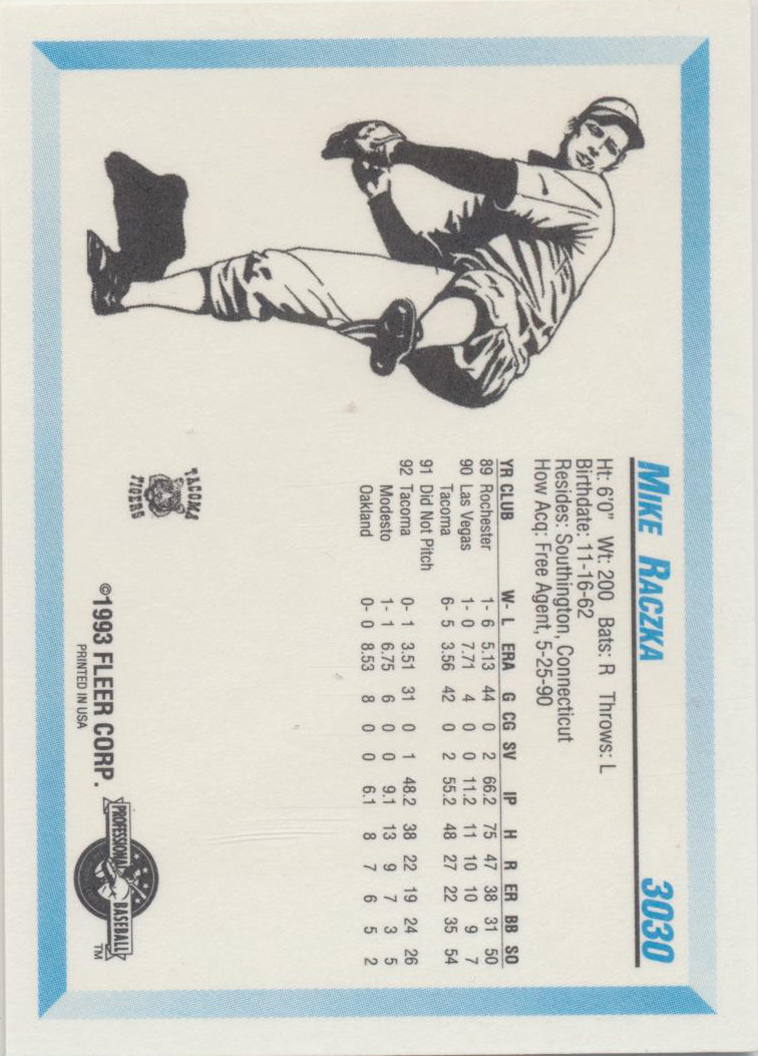 MIKE RACZKA 3030
Ht: 6'0" Wt: 200 Bats: R Throws: L
Birthdate: 11-16-62
Resides: Southington, Connecticut
How Acq: Free Agent, 5-25-90
YR CLUB W-L ERA G CG SV IP H R ER BB SO
89 Rochester 1- 6 5.13 44 0 2 66.2 75 47 38 31 50
90 Las Vegas 1- 0 7.71 4 0 0 11.2 11 10 10 9 7
Tacoma 6- 5 3.56 42 0 2 55.2 48 27 22 35 54
91 Did Not Pitch
92 Tacoma 0- 1 3.51 31 0 1 48.2 38 22 19 24 26
Modesto 1- 1 6.75 6 0 0 9.1 13 9 7 3 5
Oakland 0- 0 8.53 8 0 0 6.1 8 7 6 5 2
TACOMA
TIGERS
©1993 FLEER CORP.
PRINTED IN USA
PROFESSIONAL
BASEBALL
TM